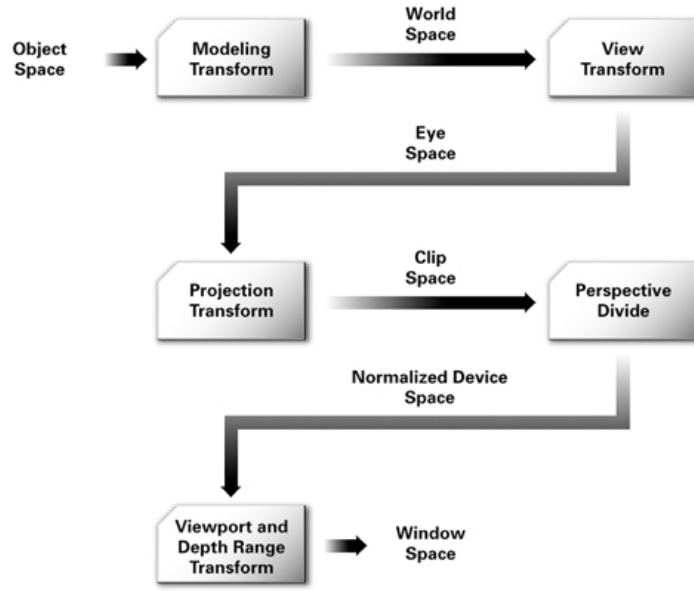 Object
Space
Modeling
Transform
World
Space
View
Transform
Eye
Space
Projection
Transform
Clip
Space
Perspective
Divide
Normalized Device
Space
Viewport and
Depth Range
Transform
Window
Space